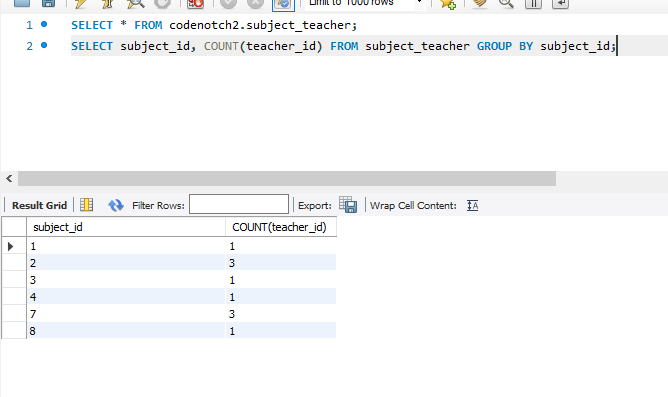 Limit to 1000 rows
1 SELECT * FROM codenotch2.subject_teacher;
2 SELECT subject_id, COUNT(teacher_id) FROM subject_teacher GROUP BY subject_id;
Result Grid Filter Rows: Export: Wrap Cell Content:
subject_id COUNT(teacher_id)
1 1
2 3
3 1
4 1
7 3
8 1